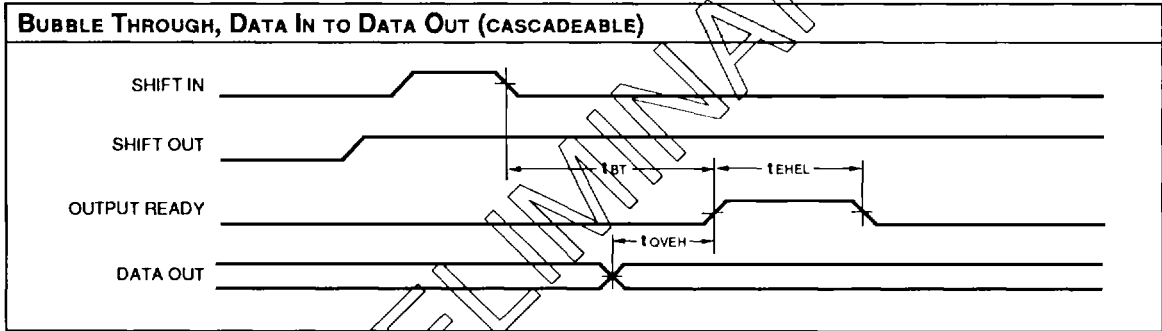 BUBBLE THROUGH, DATA IN TO DATA OUT (CASCADEABLE)
SHIFT IN
SHIFT OUT
tBT
tEHEL
OUTPUT READY
tQVEH
DATA OUT
ELIMINA